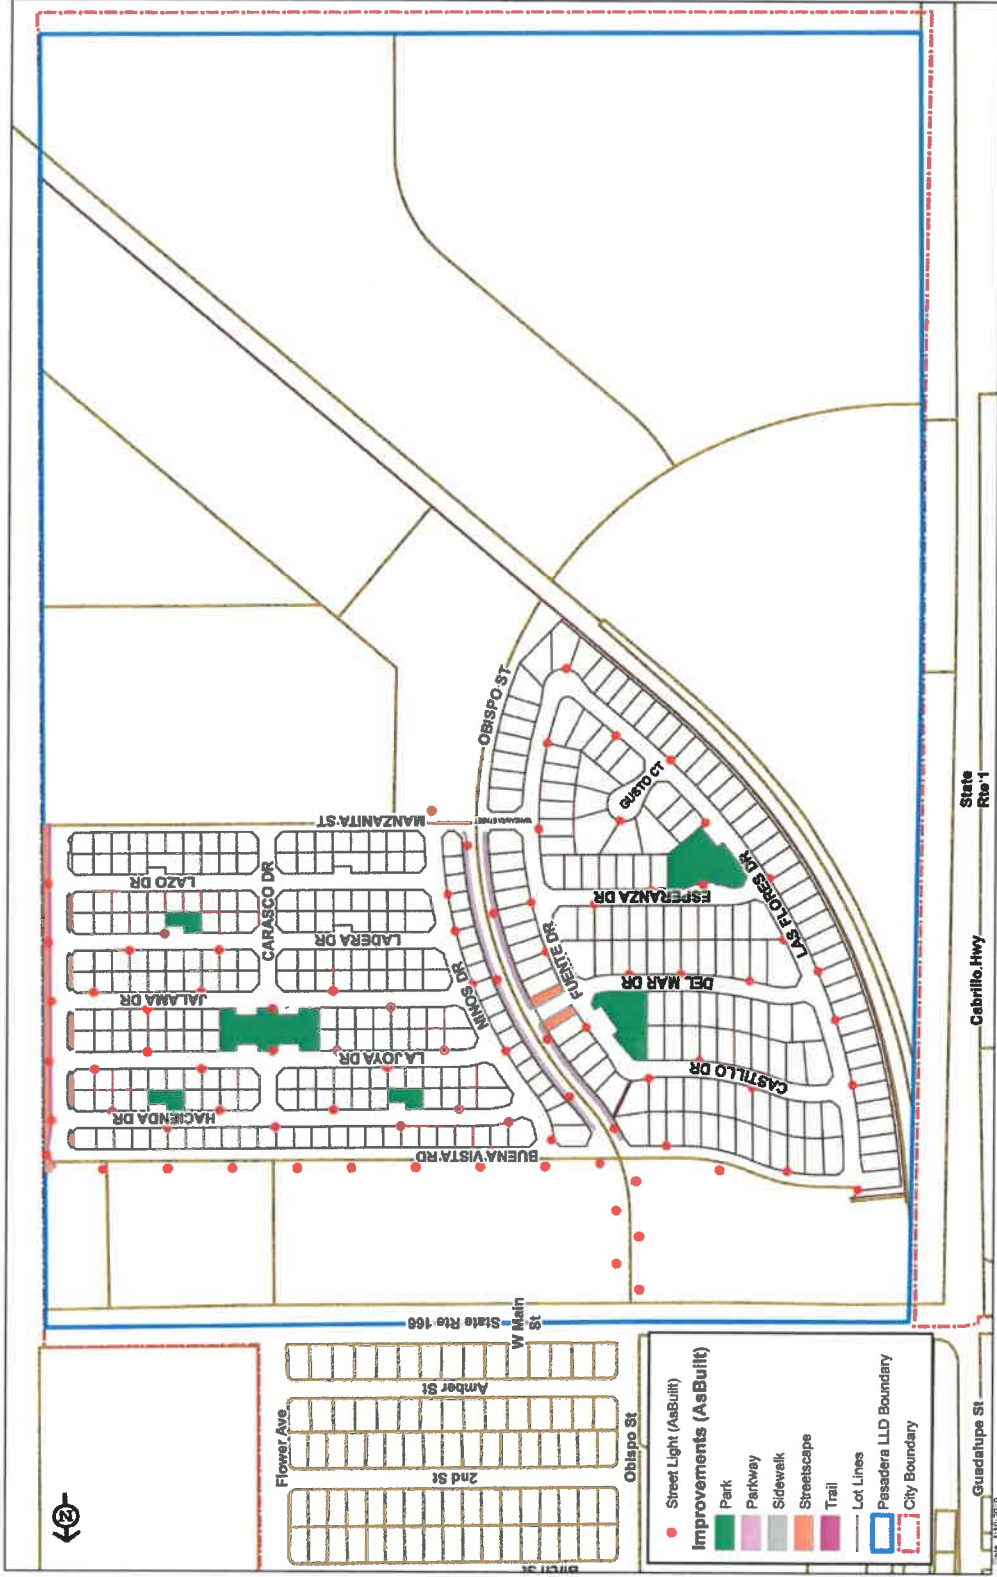 OBISPO ST
MANZANITA ST
LAZO DR
CARASCO DR
LADERA DR
JALAMA DR
LA JOYA DR
HACIENDA DR
NINOS DR
BUENA VISTA RD
GUSTO CT
ESPERANZA DR
LAS FLORES DR
FUENTE DR
DEL MAR DR
CASTILLO DR
State
Rte 1
Cabrillo Hwy
State Rte 166
W Main
St
Amber St
Flower Ave
2nd St
Obispo St
Birch St
Guadalupe St
N
Street Light (AsBuilt)
Improvements (AsBuilt)
Park
Parkway
Sidewalk
Streetscape
Trail
Lot Lines
Pasadera LLD Boundary
City Boundary